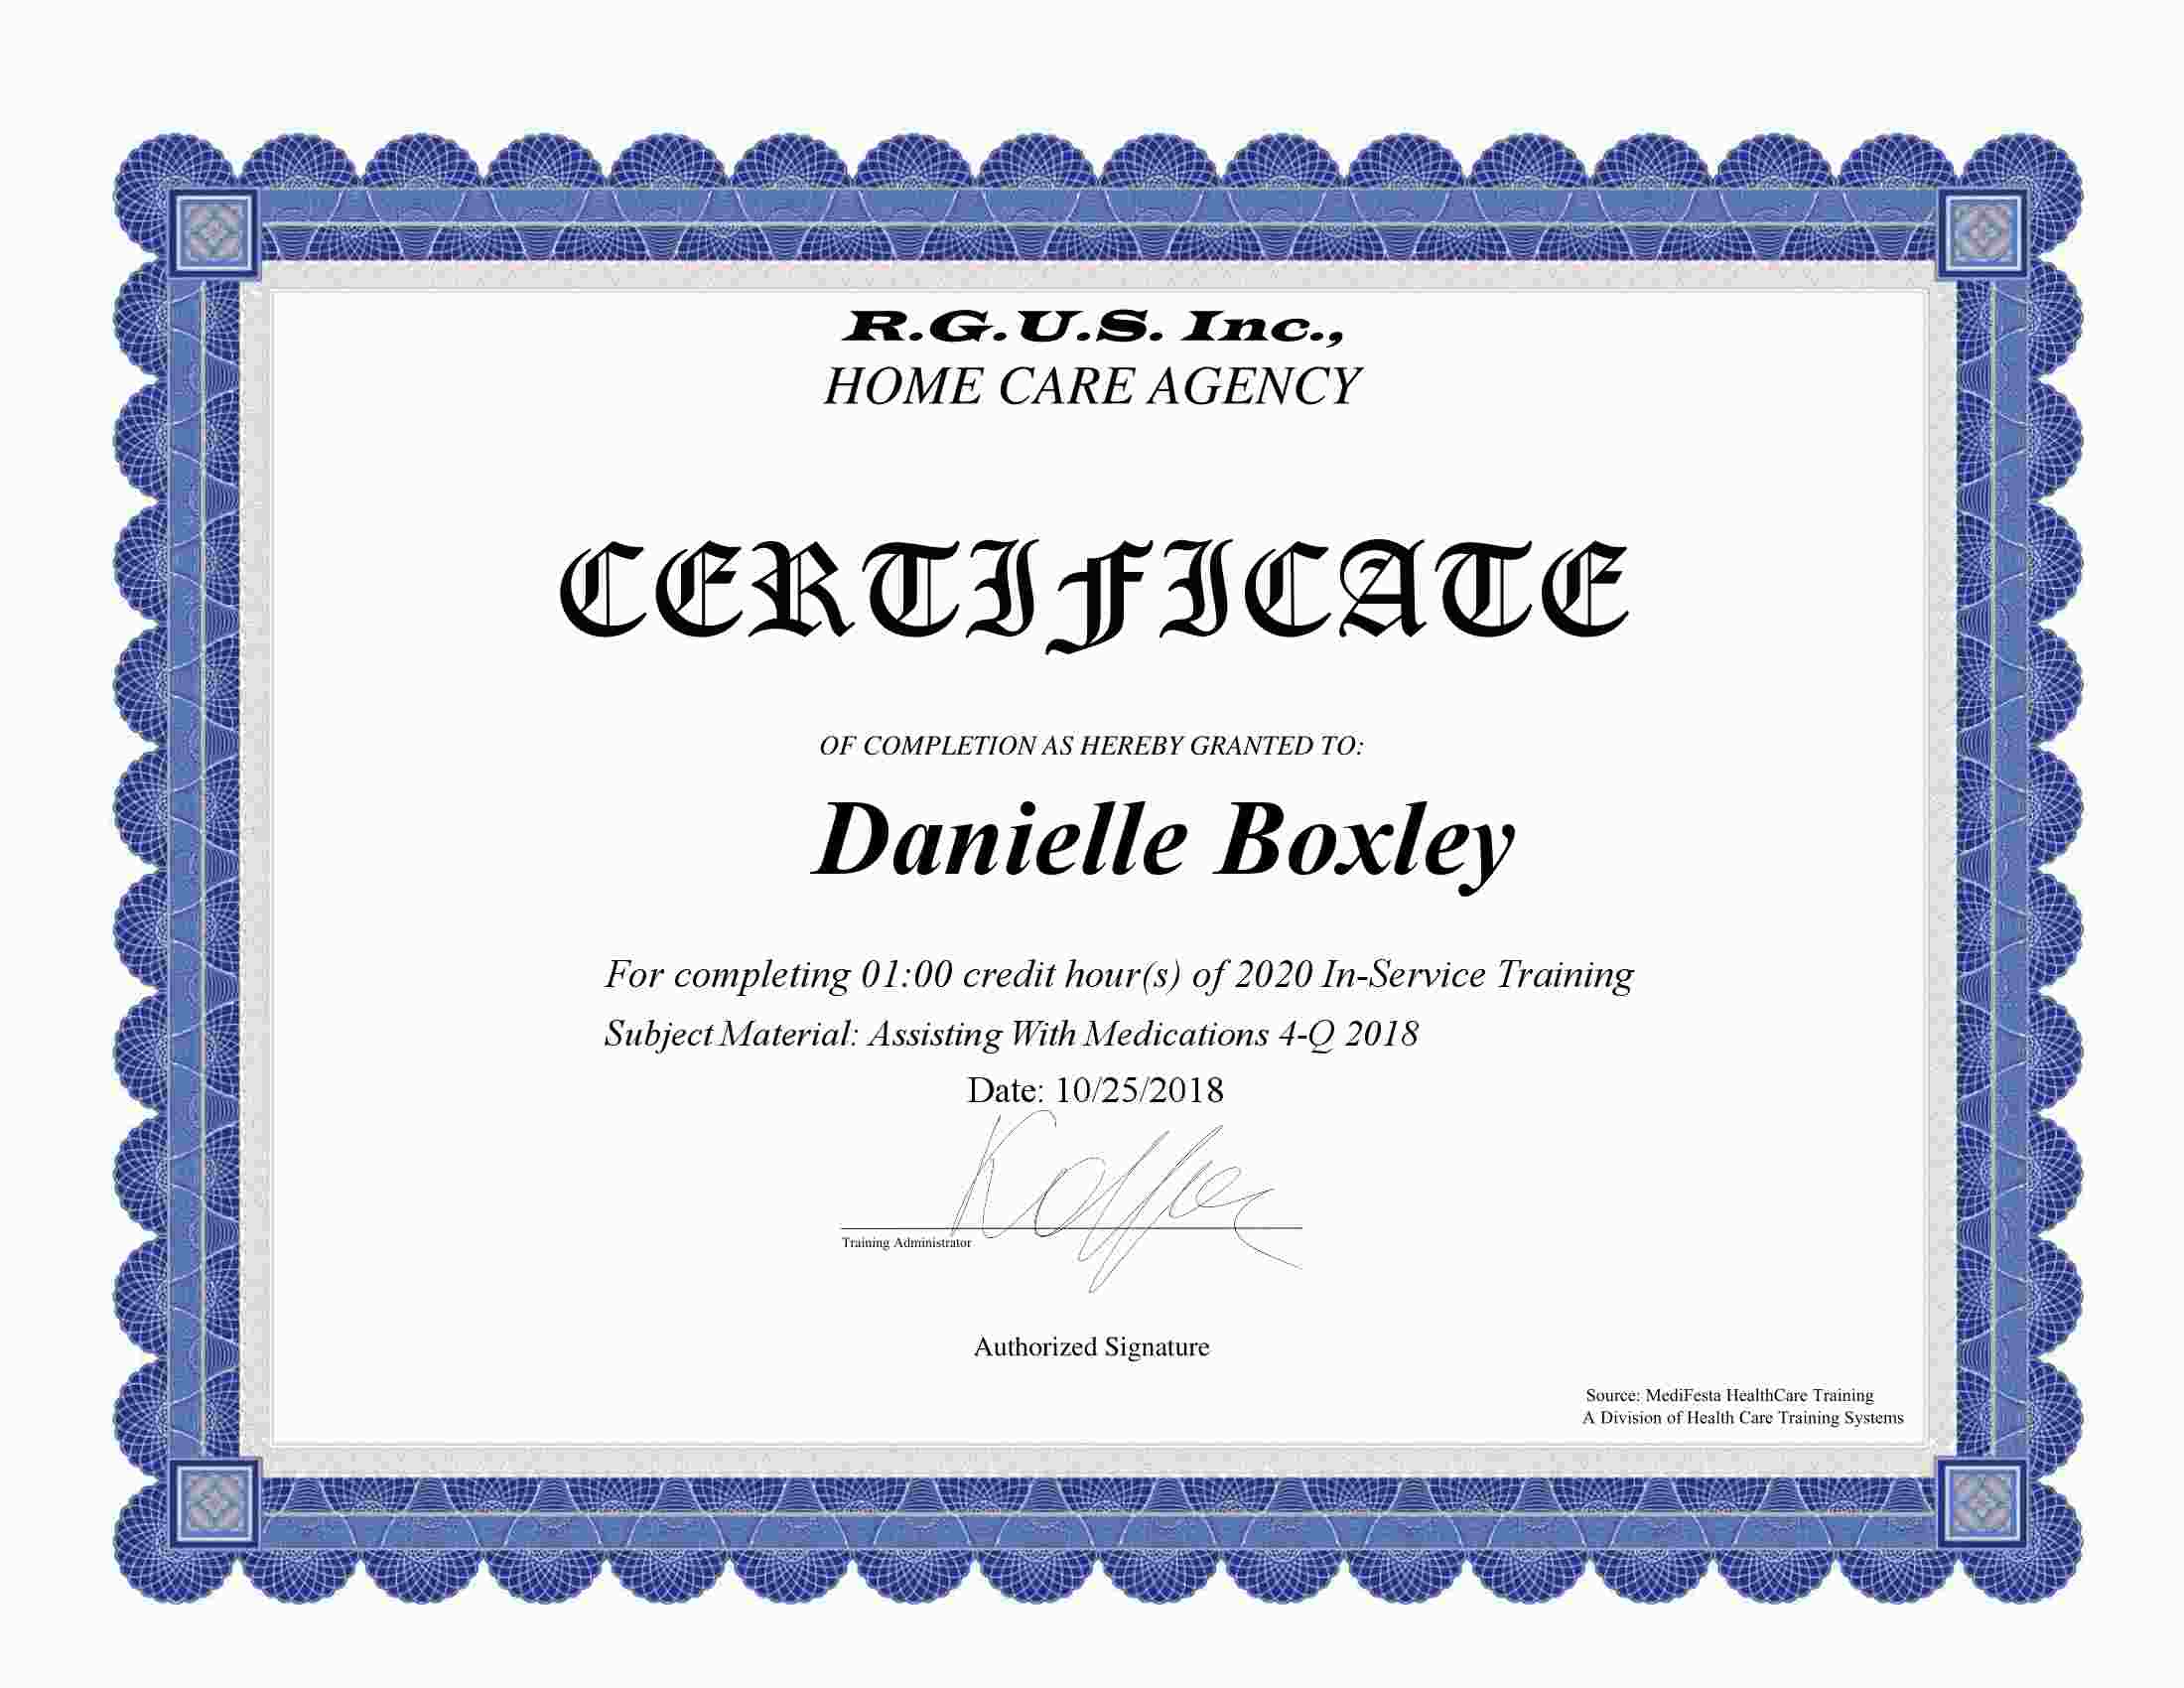 R.G.U.S. Inc.,
HOME CARE AGENCY
CERTIFICATE
OF COMPLETION AS HEREBY GRANTED TO:
Danielle Boxley
For completing 01:00 credit hour(s) of 2020 In-Service Training
Subject Material: Assisting With Medications 4-Q 2018
Date: 10/25/2018
Training Administrator
Authorized Signature
Source: MediFesta HealthCare Training
A Division of Health Care Training Systems